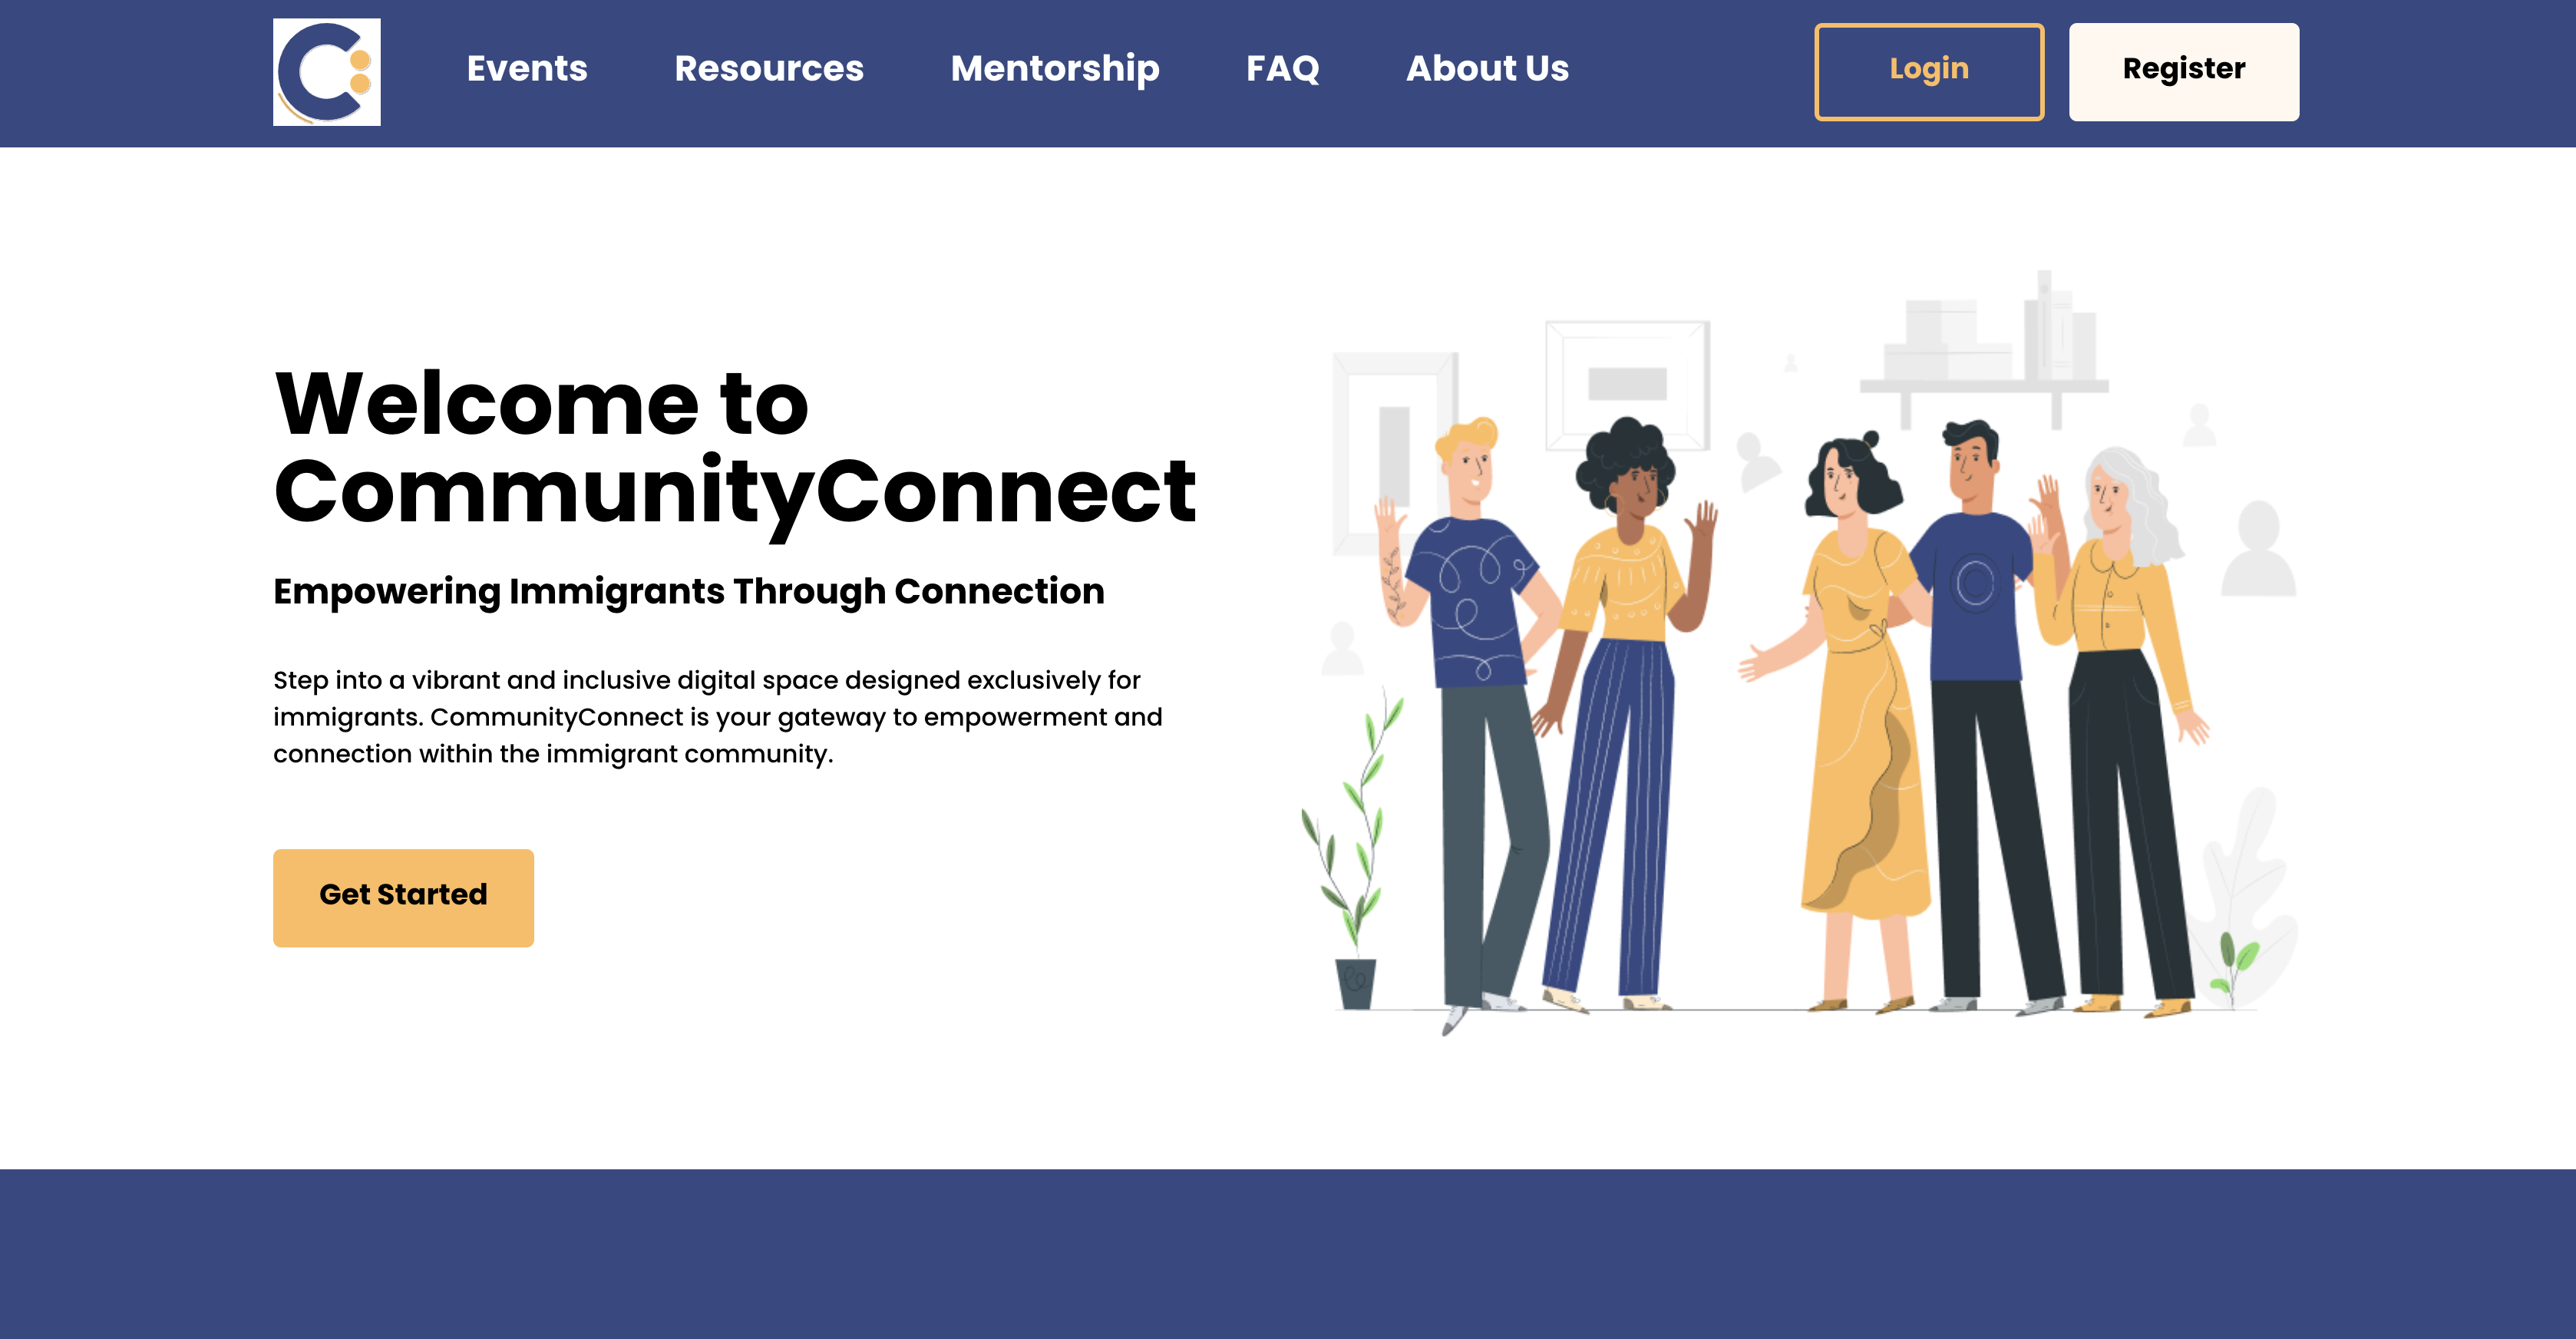 Events Resources Mentorship FAQ About Us Login Register
Welcome to
CommunityConnect
Empowering Immigrants Through Connection
Step into a vibrant and inclusive digital space designed exclusively for
immigrants. CommunityConnect is your gateway to empowerment and
connection within the immigrant community.
Get Started